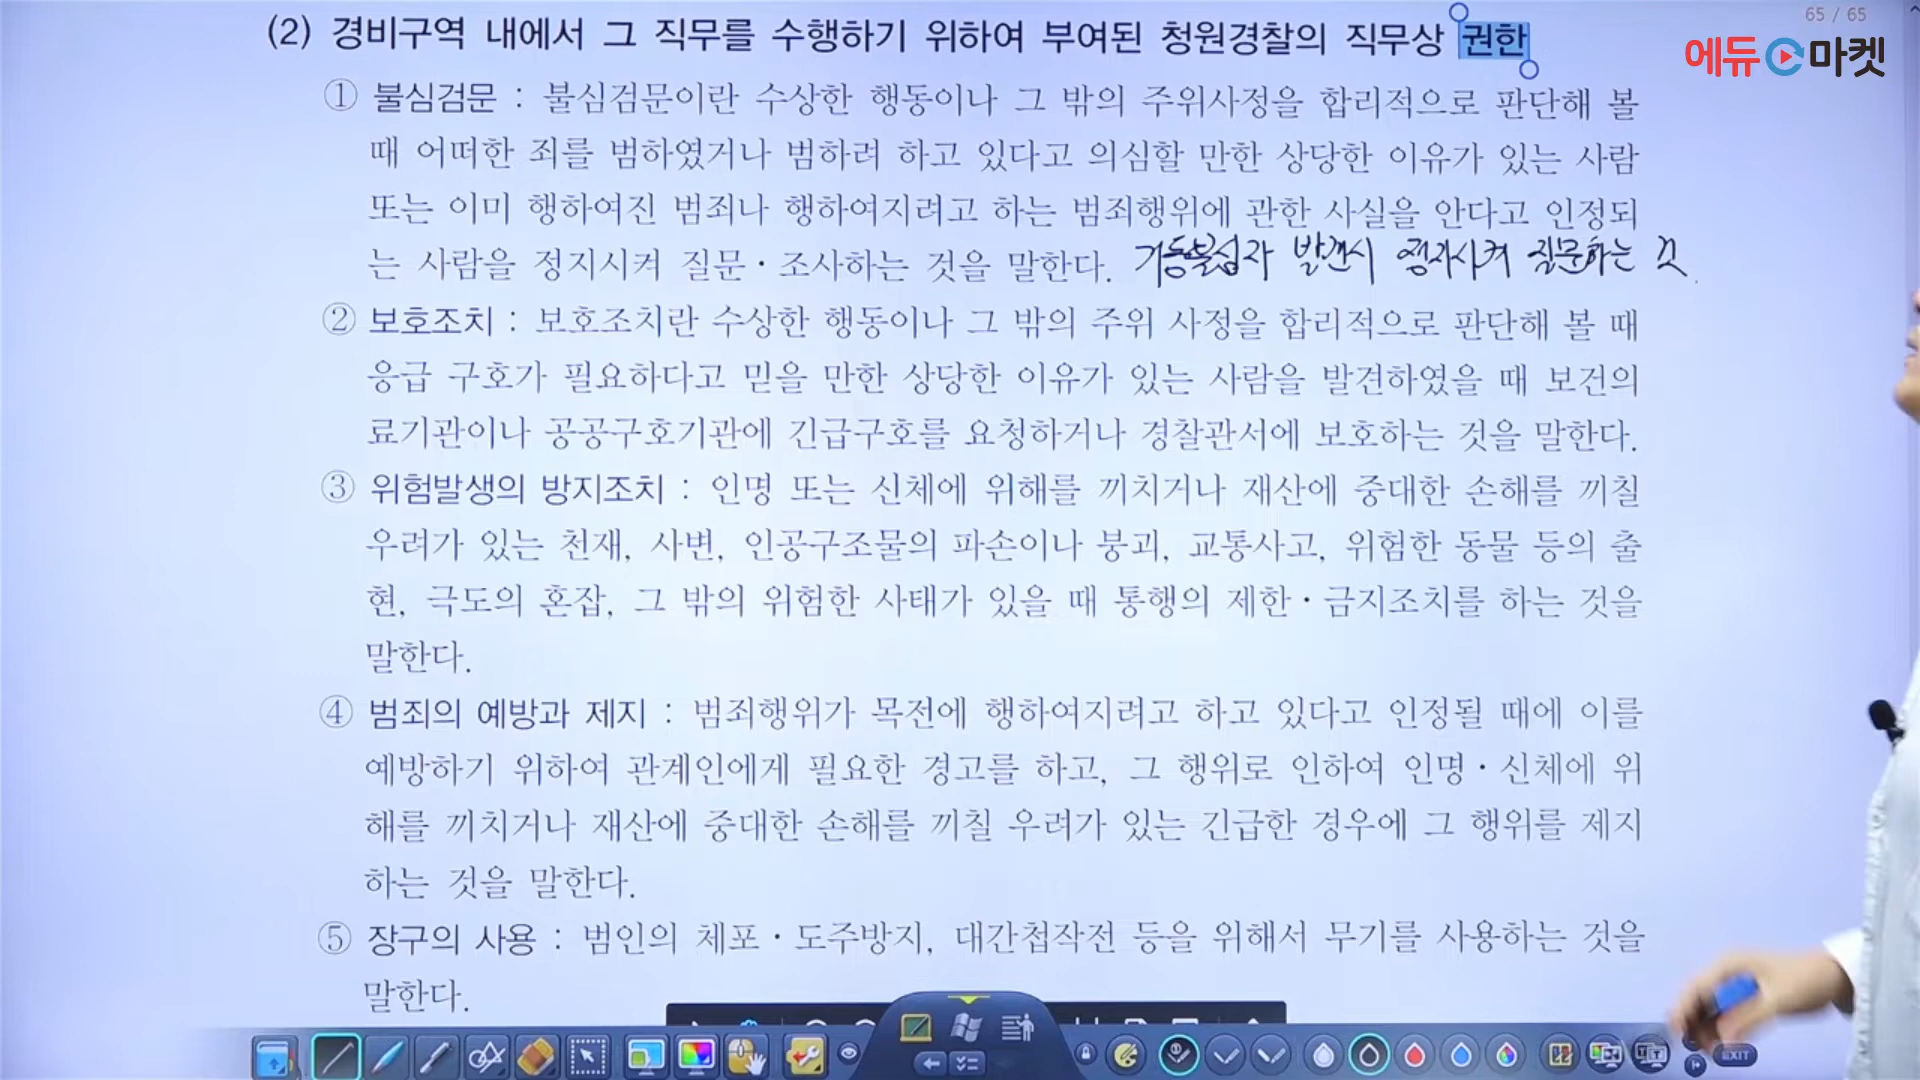 65 / 65
에듀마켓
(2) 경비구역 내에서 그 직무를 수행하기 위하여 부여된 청원경찰의 직무상 권한
① 불심검문 : 불심검문이란 수상한 행동이나 그 밖의 주위사정을 합리적으로 판단해 볼
때 어떠한 죄를 범하였거나 범하려 하고 있다고 의심할 만한 상당한 이유가 있는 사람
또는 이미 행하여진 범죄나 행하여지려고 하는 범죄행위에 관한 사실을 안다고 인정되
는 사람을 정지시켜 질문·조사하는 것을 말한다. 거동불심자 발견시 정지시켜 질문하는 것
② 보호조치 : 보호조치란 수상한 행동이나 그 밖의 주위 사정을 합리적으로 판단해 볼 때
응급 구호가 필요하다고 믿을 만한 상당한 이유가 있는 사람을 발견하였을 때 보건의
료기관이나 공공구호기관에 긴급구호를 요청하거나 경찰관서에 보호하는 것을 말한다.
③ 위험발생의 방지조치 : 인명 또는 신체에 위해를 끼치거나 재산에 중대한 손해를 끼칠
우려가 있는 천재, 사변, 인공구조물의 파손이나 붕괴, 교통사고, 위험한 동물 등의 출
현, 극도의 혼잡, 그 밖의 위험한 사태가 있을 때 통행의 제한·금지조치를 하는 것을
말한다.
④ 범죄의 예방과 제지 : 범죄행위가 목전에 행하여지려고 하고 있다고 인정될 때에 이를
예방하기 위하여 관계인에게 필요한 경고를 하고, 그 행위로 인하여 인명·신체에 위
해를 끼치거나 재산에 중대한 손해를 끼칠 우려가 있는 긴급한 경우에 그 행위를 제지
하는 것을 말한다.
⑤ 장구의 사용 : 범인의 체포·도주방지, 대간첩작전 등을 위해서 무기를 사용하는 것을
말한다.
EXIT